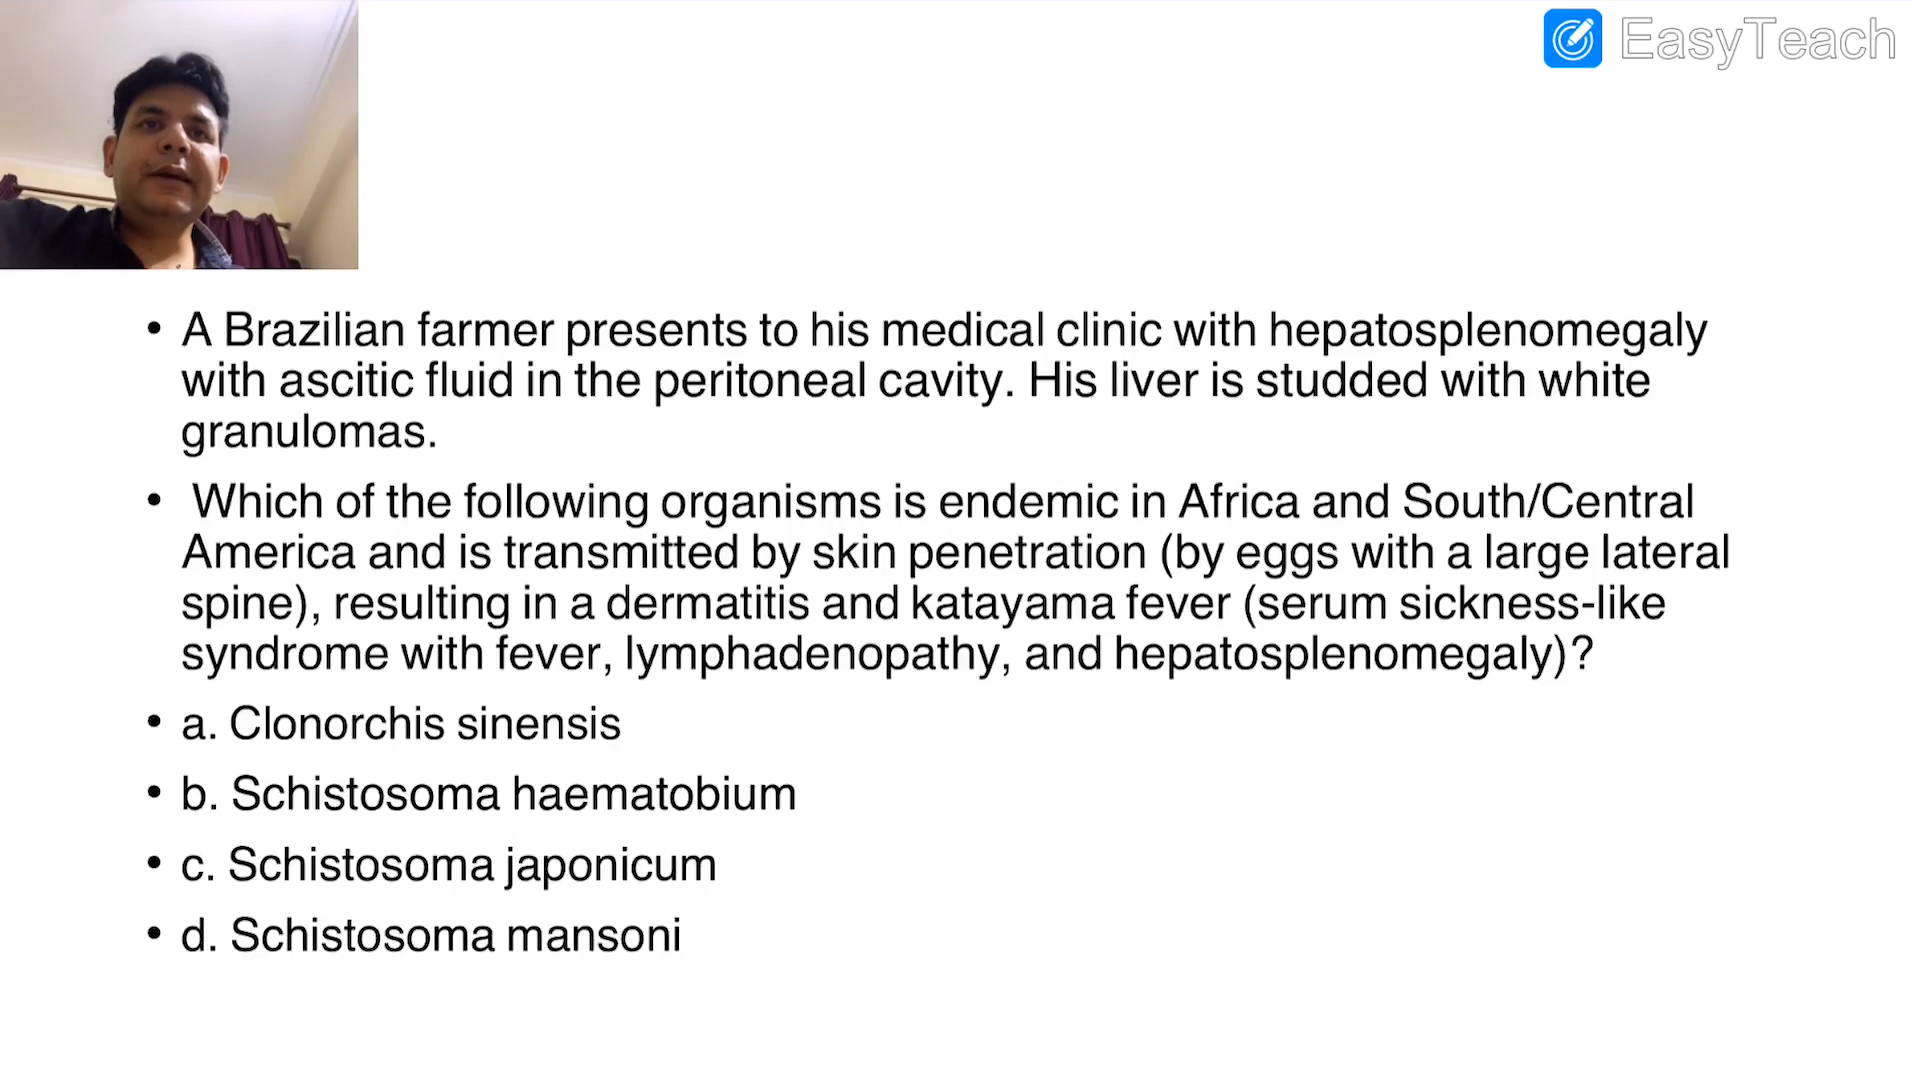 EasyTeach
• A Brazilian farmer presents to his medical clinic with hepatosplenomegaly
with ascitic fluid in the peritoneal cavity. His liver is studded with white
granulomas.
• Which of the following organisms is endemic in Africa and South/Central
America and is transmitted by skin penetration (by eggs with a large lateral
spine), resulting in a dermatitis and katayama fever (serum sickness-like
syndrome with fever, lymphadenopathy, and hepatosplenomegaly)?
• a. Clonorchis sinensis
• b. Schistosoma haematobium
• c. Schistosoma japonicum
• d. Schistosoma mansoni